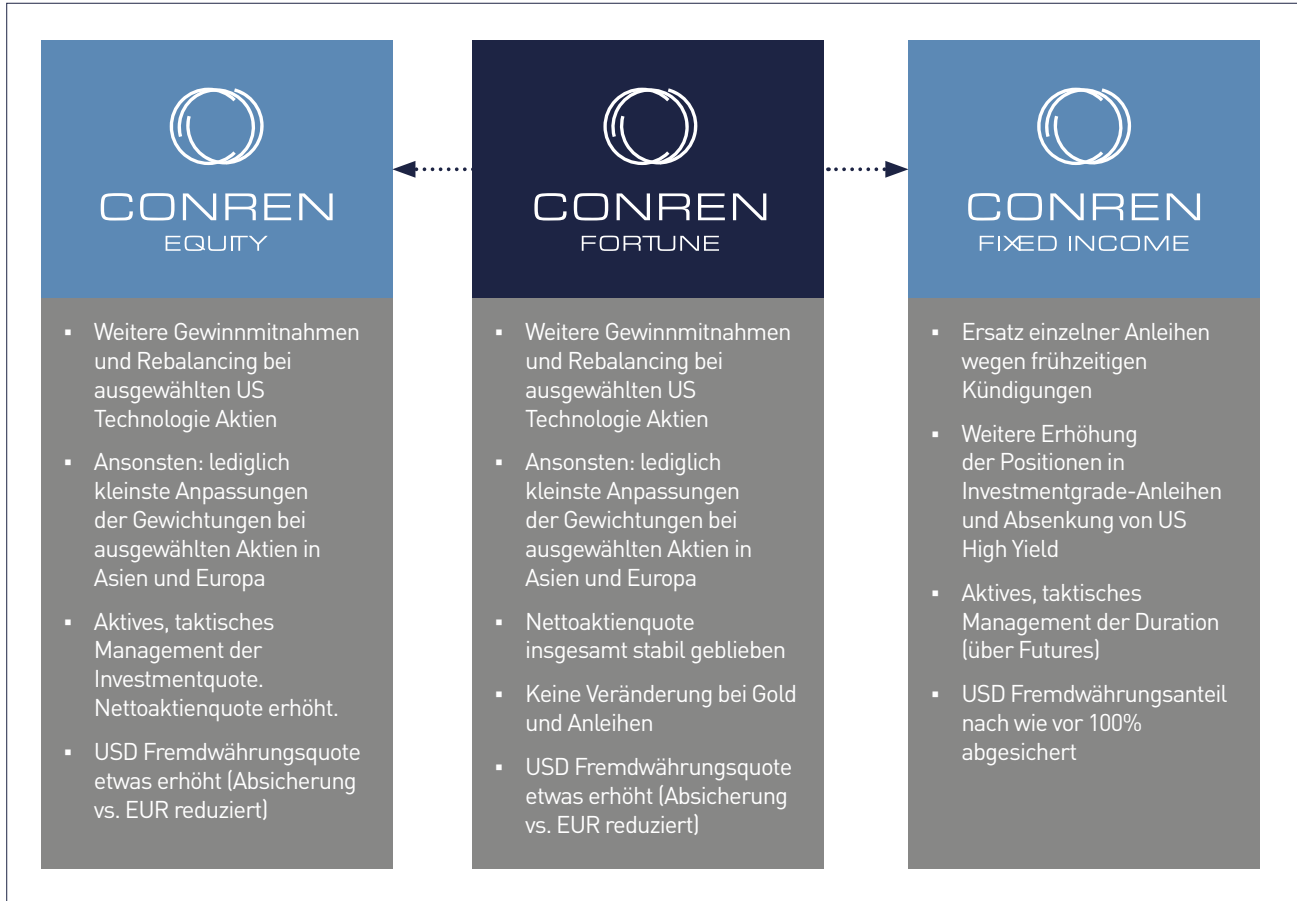 CONREN
EQUITY
▪ Weitere Gewinnmitnahmen
und Rebalancing bei
ausgewählten US
Technologie Aktien
▪ Ansonsten: lediglich
kleinste Anpassungen
der Gewichtungen bei
ausgewählten Aktien in
Asien und Europa
▪ Aktives, taktisches
Management der
Investmentquote.
Nettoaktienquote erhöht.
▪ USD Fremdwährungsquote
etwas erhöht (Absicherung
vs. EUR reduziert)
CONREN
FORTUNE
▪ Weitere Gewinnmitnahmen
und Rebalancing bei
ausgewählten US
Technologie Aktien
▪ Ansonsten: lediglich
kleinste Anpassungen
der Gewichtungen bei
ausgewählten Aktien in
Asien und Europa
▪ Nettoaktienquote
insgesamt stabil geblieben
▪ Keine Veränderung bei Gold
und Anleihen
▪ USD Fremdwährungsquote
etwas erhöht (Absicherung
vs. EUR reduziert)
CONREN
FIXED INCOME
▪ Ersatz einzelner Anleihen
wegen frühzeitigen
Kündigungen
▪ Weitere Erhöhung
der Positionen in
Investmentgrade-Anleihen
und Absenkung von US
High Yield
▪ Aktives, taktisches
Management der Duration
(über Futures)
▪ USD Fremdwährungsanteil
nach wie vor 100%
abgesichert